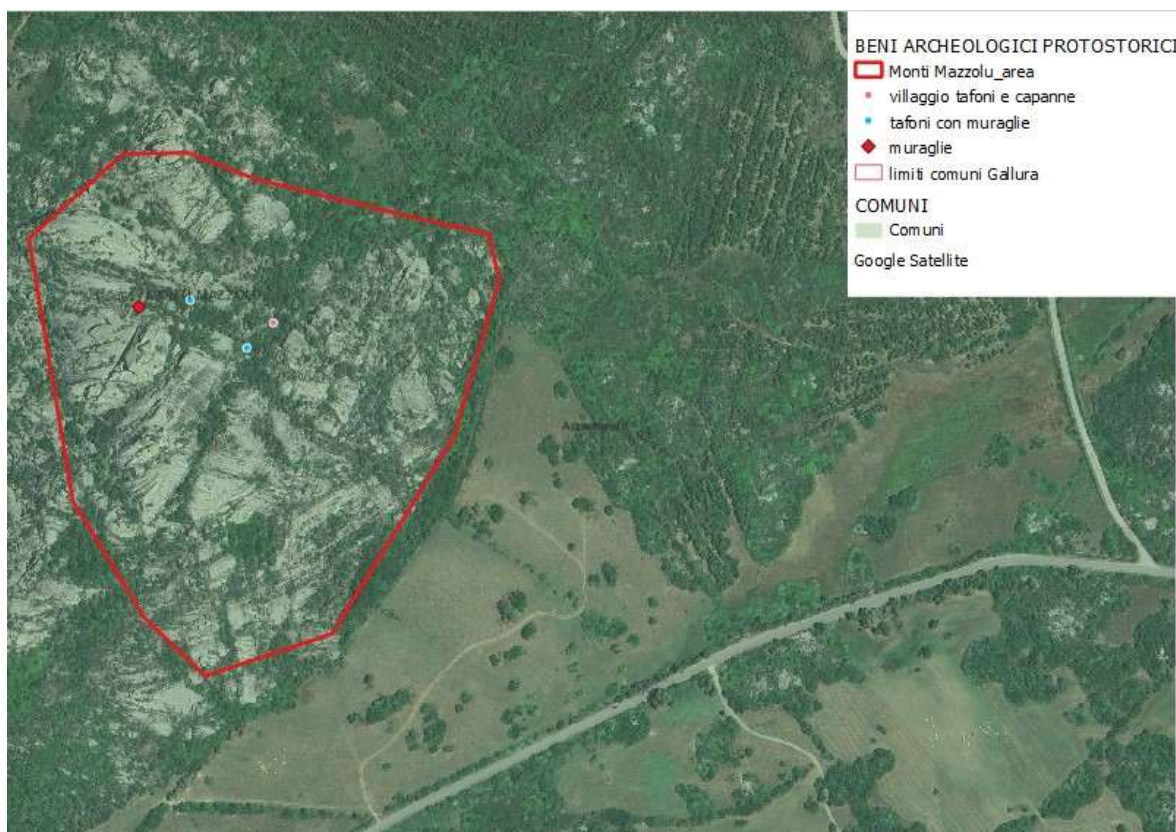 BENI ARCHEOLOGICI PROTOSTORICI
Monti Mazzolu_area
villaggio tafoni e capanne
tafoni con muraglie
muraglie
limiti comuni Gallura
COMUNI
Comuni
Google Satellite